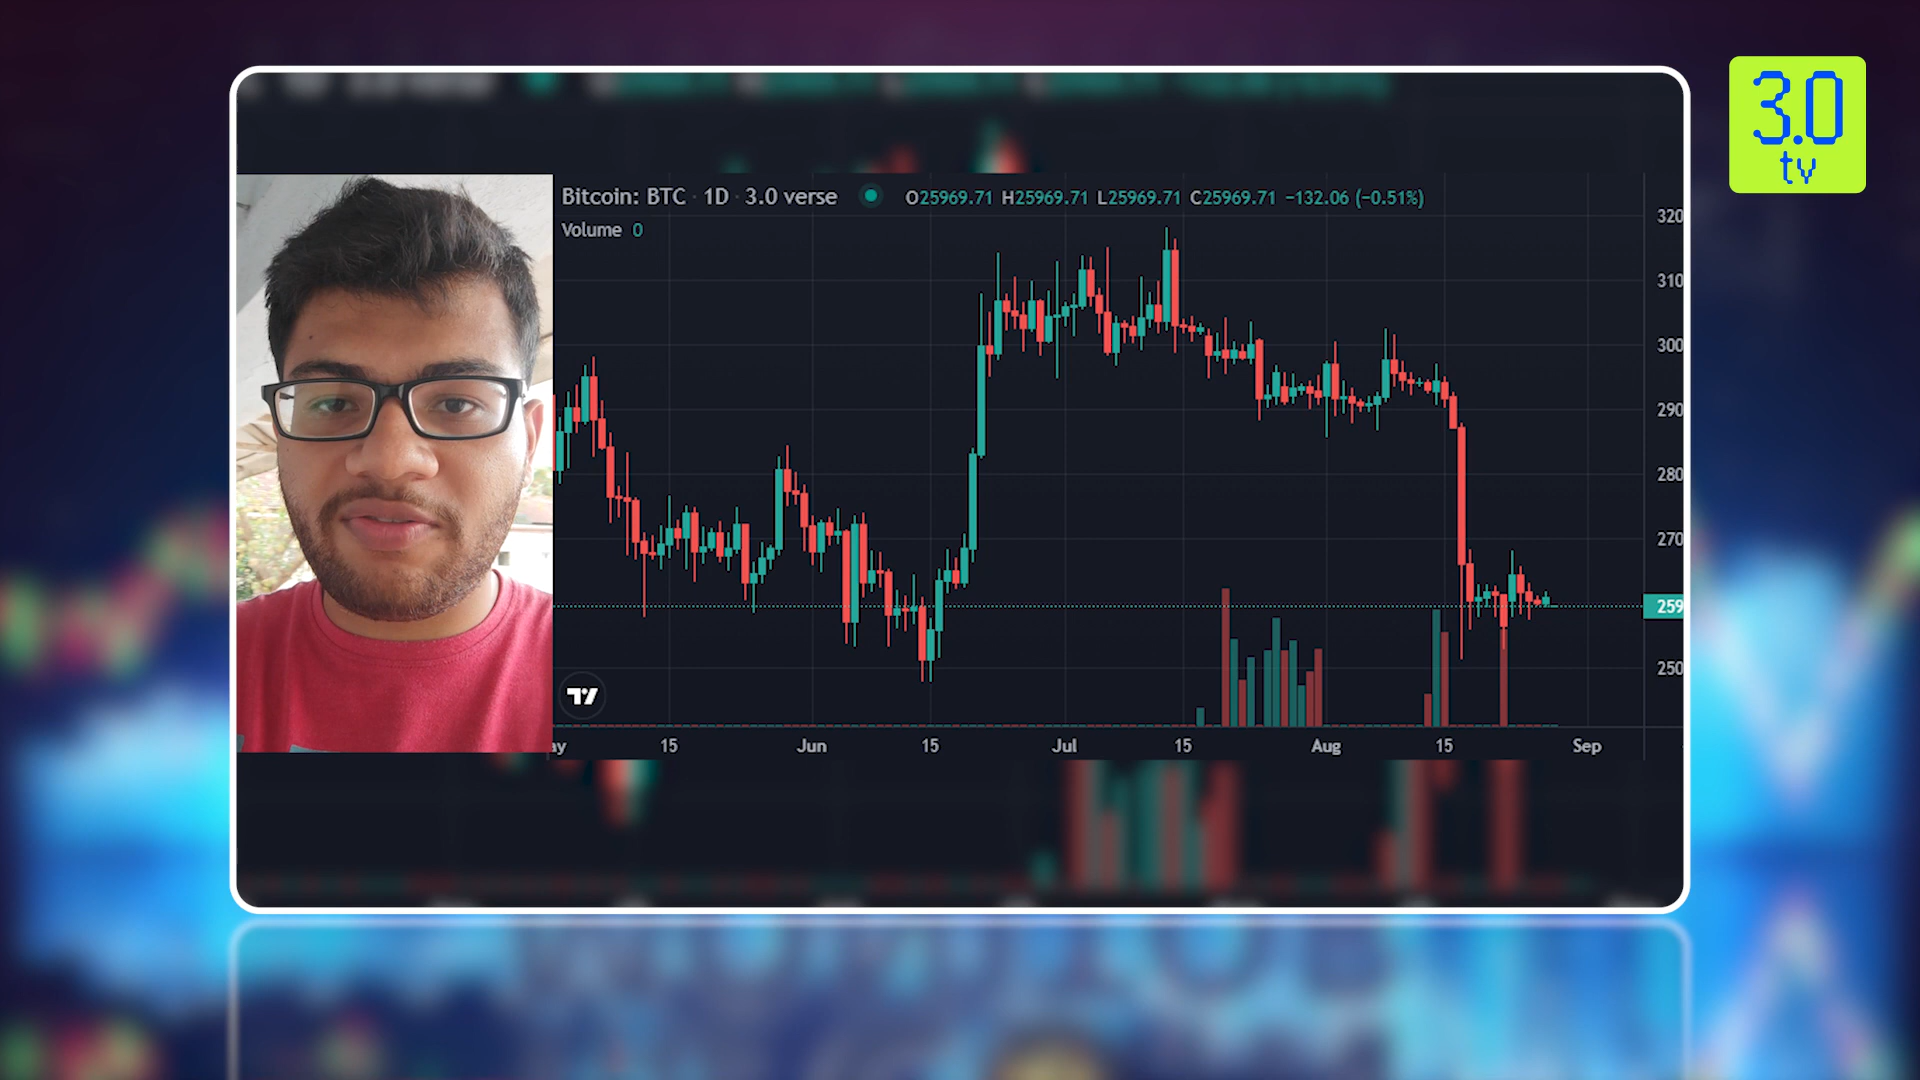 3.0
tv
Bitcoin: BTC · 1D · 3.0 verse O25969.71 H25969.71 L25969.71 C25969.71 −132.06 (−0.51%)
Volume 0
320
310
300
290
280
270
259
250
ay 15 Jun 15 Jul 15 Aug 15 Sep